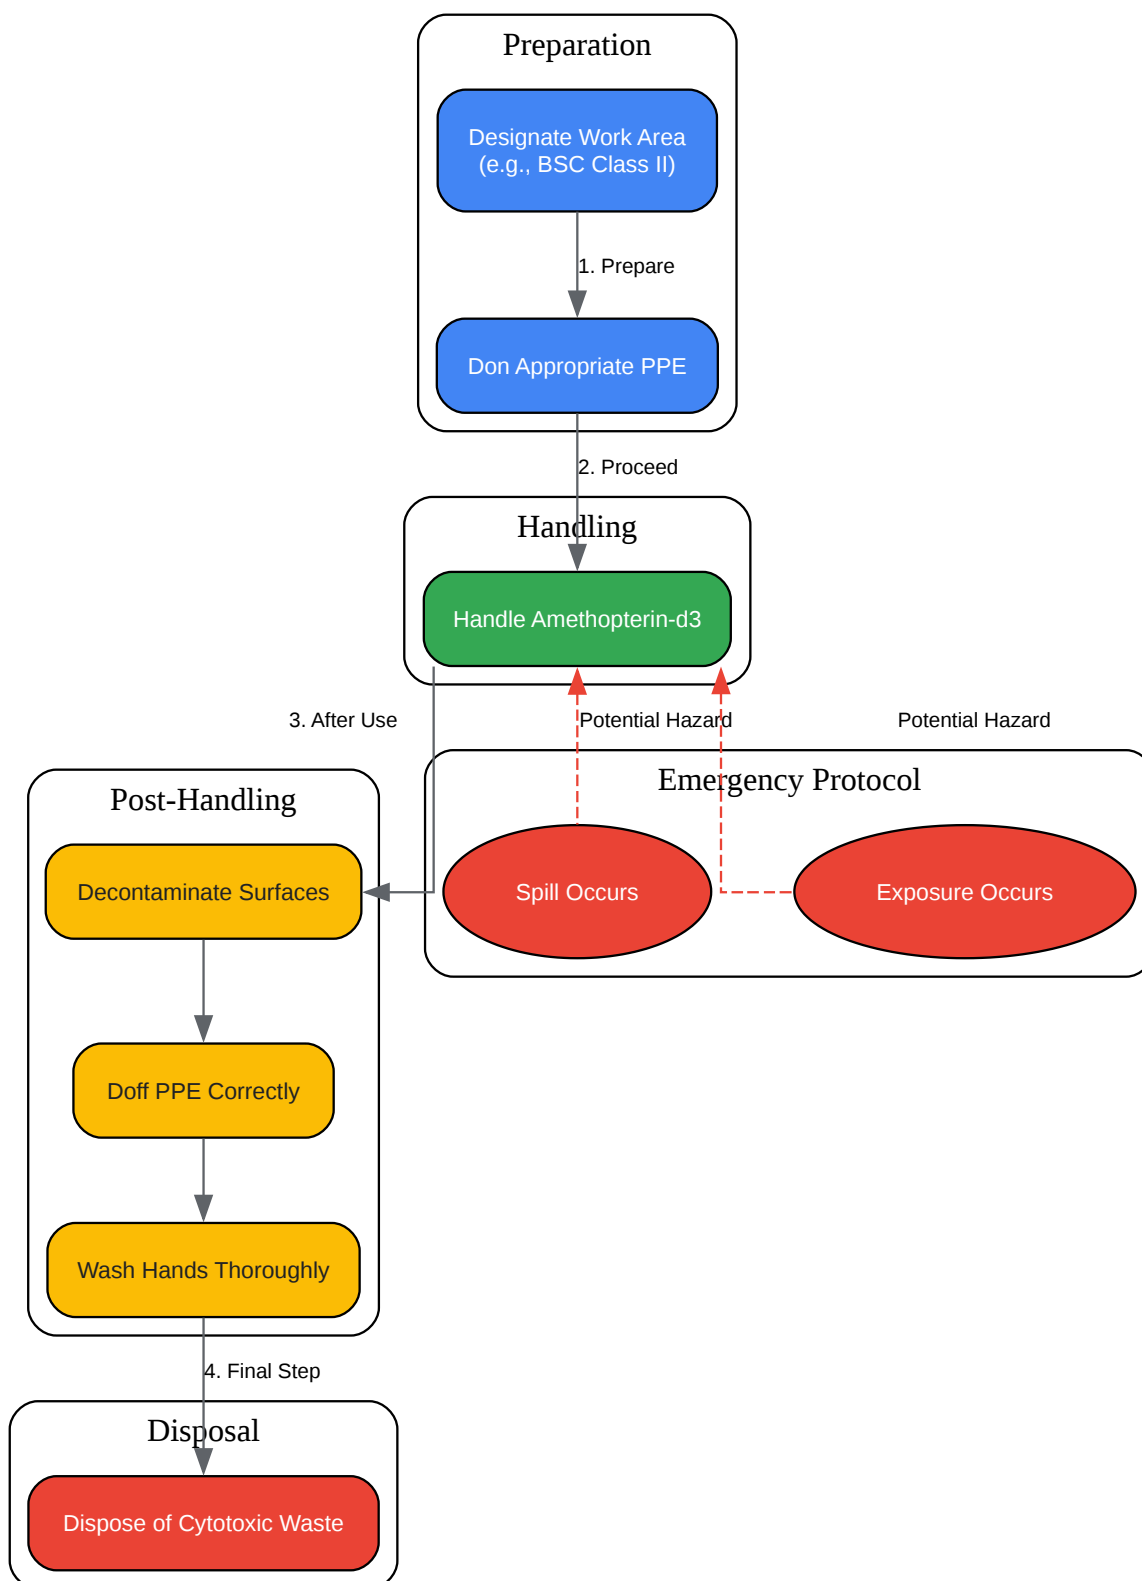 Preparation
Designate Work Area
(e.g., BSC Class II)
1. Prepare
Don Appropriate PPE
2. Proceed
Handling
Handle Amethopterin-d3
3. After Use
Potential Hazard
Potential Hazard
Emergency Protocol
Spill Occurs
Exposure Occurs
Post-Handling
Decontaminate Surfaces
Doff PPE Correctly
Wash Hands Thoroughly
4. Final Step
Disposal
Dispose of Cytotoxic Waste